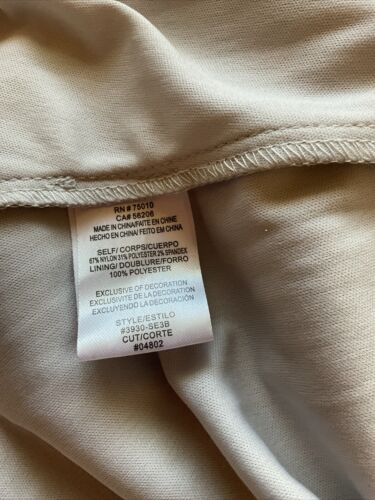 RN # 75010
CA# 56206
MADE IN CHINA/FAITE EN CHINE
HECHO EN CHINA/FEITO EM CHINA
SELF/ CORPS/CUERPO
67% NYLON 31% POLYESTER 2% SPANDEX
LINING/ DOUBLURE/FORRO
100% POLYESTER
EXCLUSIVE OF DECORATION
EXCLUSIVITE DE LA DECORATION
EXCLUYENDO LA DECORACIÓN
STYLE/ESTILO
#3930-SE3B
CUT/CORTE
#04802